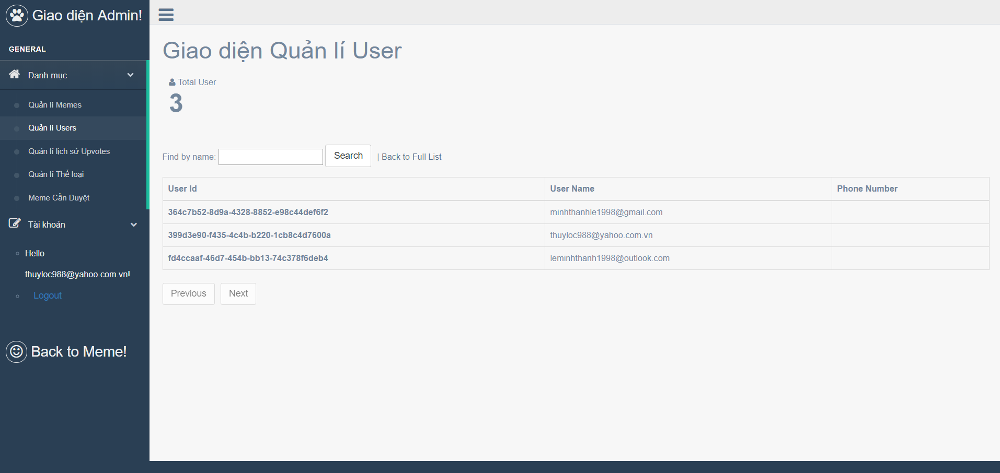 Giao diện Admin!
GENERAL
Danh mục
Quản lí Memes
Quản lí Users
Quản lí lịch sử Upvotes
Quản lí Thể loại
Meme Cần Duyệt
Tài khoản
Hello
thuyloc988@yahoo.com.vn!
Logout
Back to Meme!
Giao diện Quản lí User
Total User
3
Find by name: Search | Back to Full List
User Id User Name Phone Number
364c7b52-8d9a-4328-8852-e98c44def6f2 minhthanhle1998@gmail.com
399d3e90-f435-4c4b-b220-1cb8c4d7600a thuyloc988@yahoo.com.vn
fd4ccaaf-46d7-454b-bb13-74c378f6deb4 leminhthanh1998@outlook.com
Previous Next